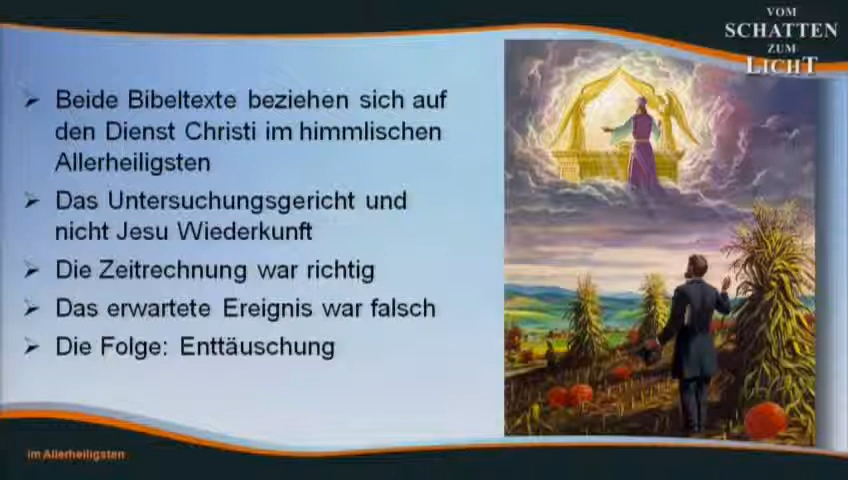 VOM
SCHATTEN
ZUM
LICHT
Beide Bibeltexte beziehen sich auf
den Dienst Christi im himmlischen
Allerheiligsten
Das Untersuchungsgericht und
nicht Jesu Wiederkunft
Die Zeitrechnung war richtig
Das erwartete Ereignis war falsch
Die Folge: Enttäuschung
im Allerheiligsten